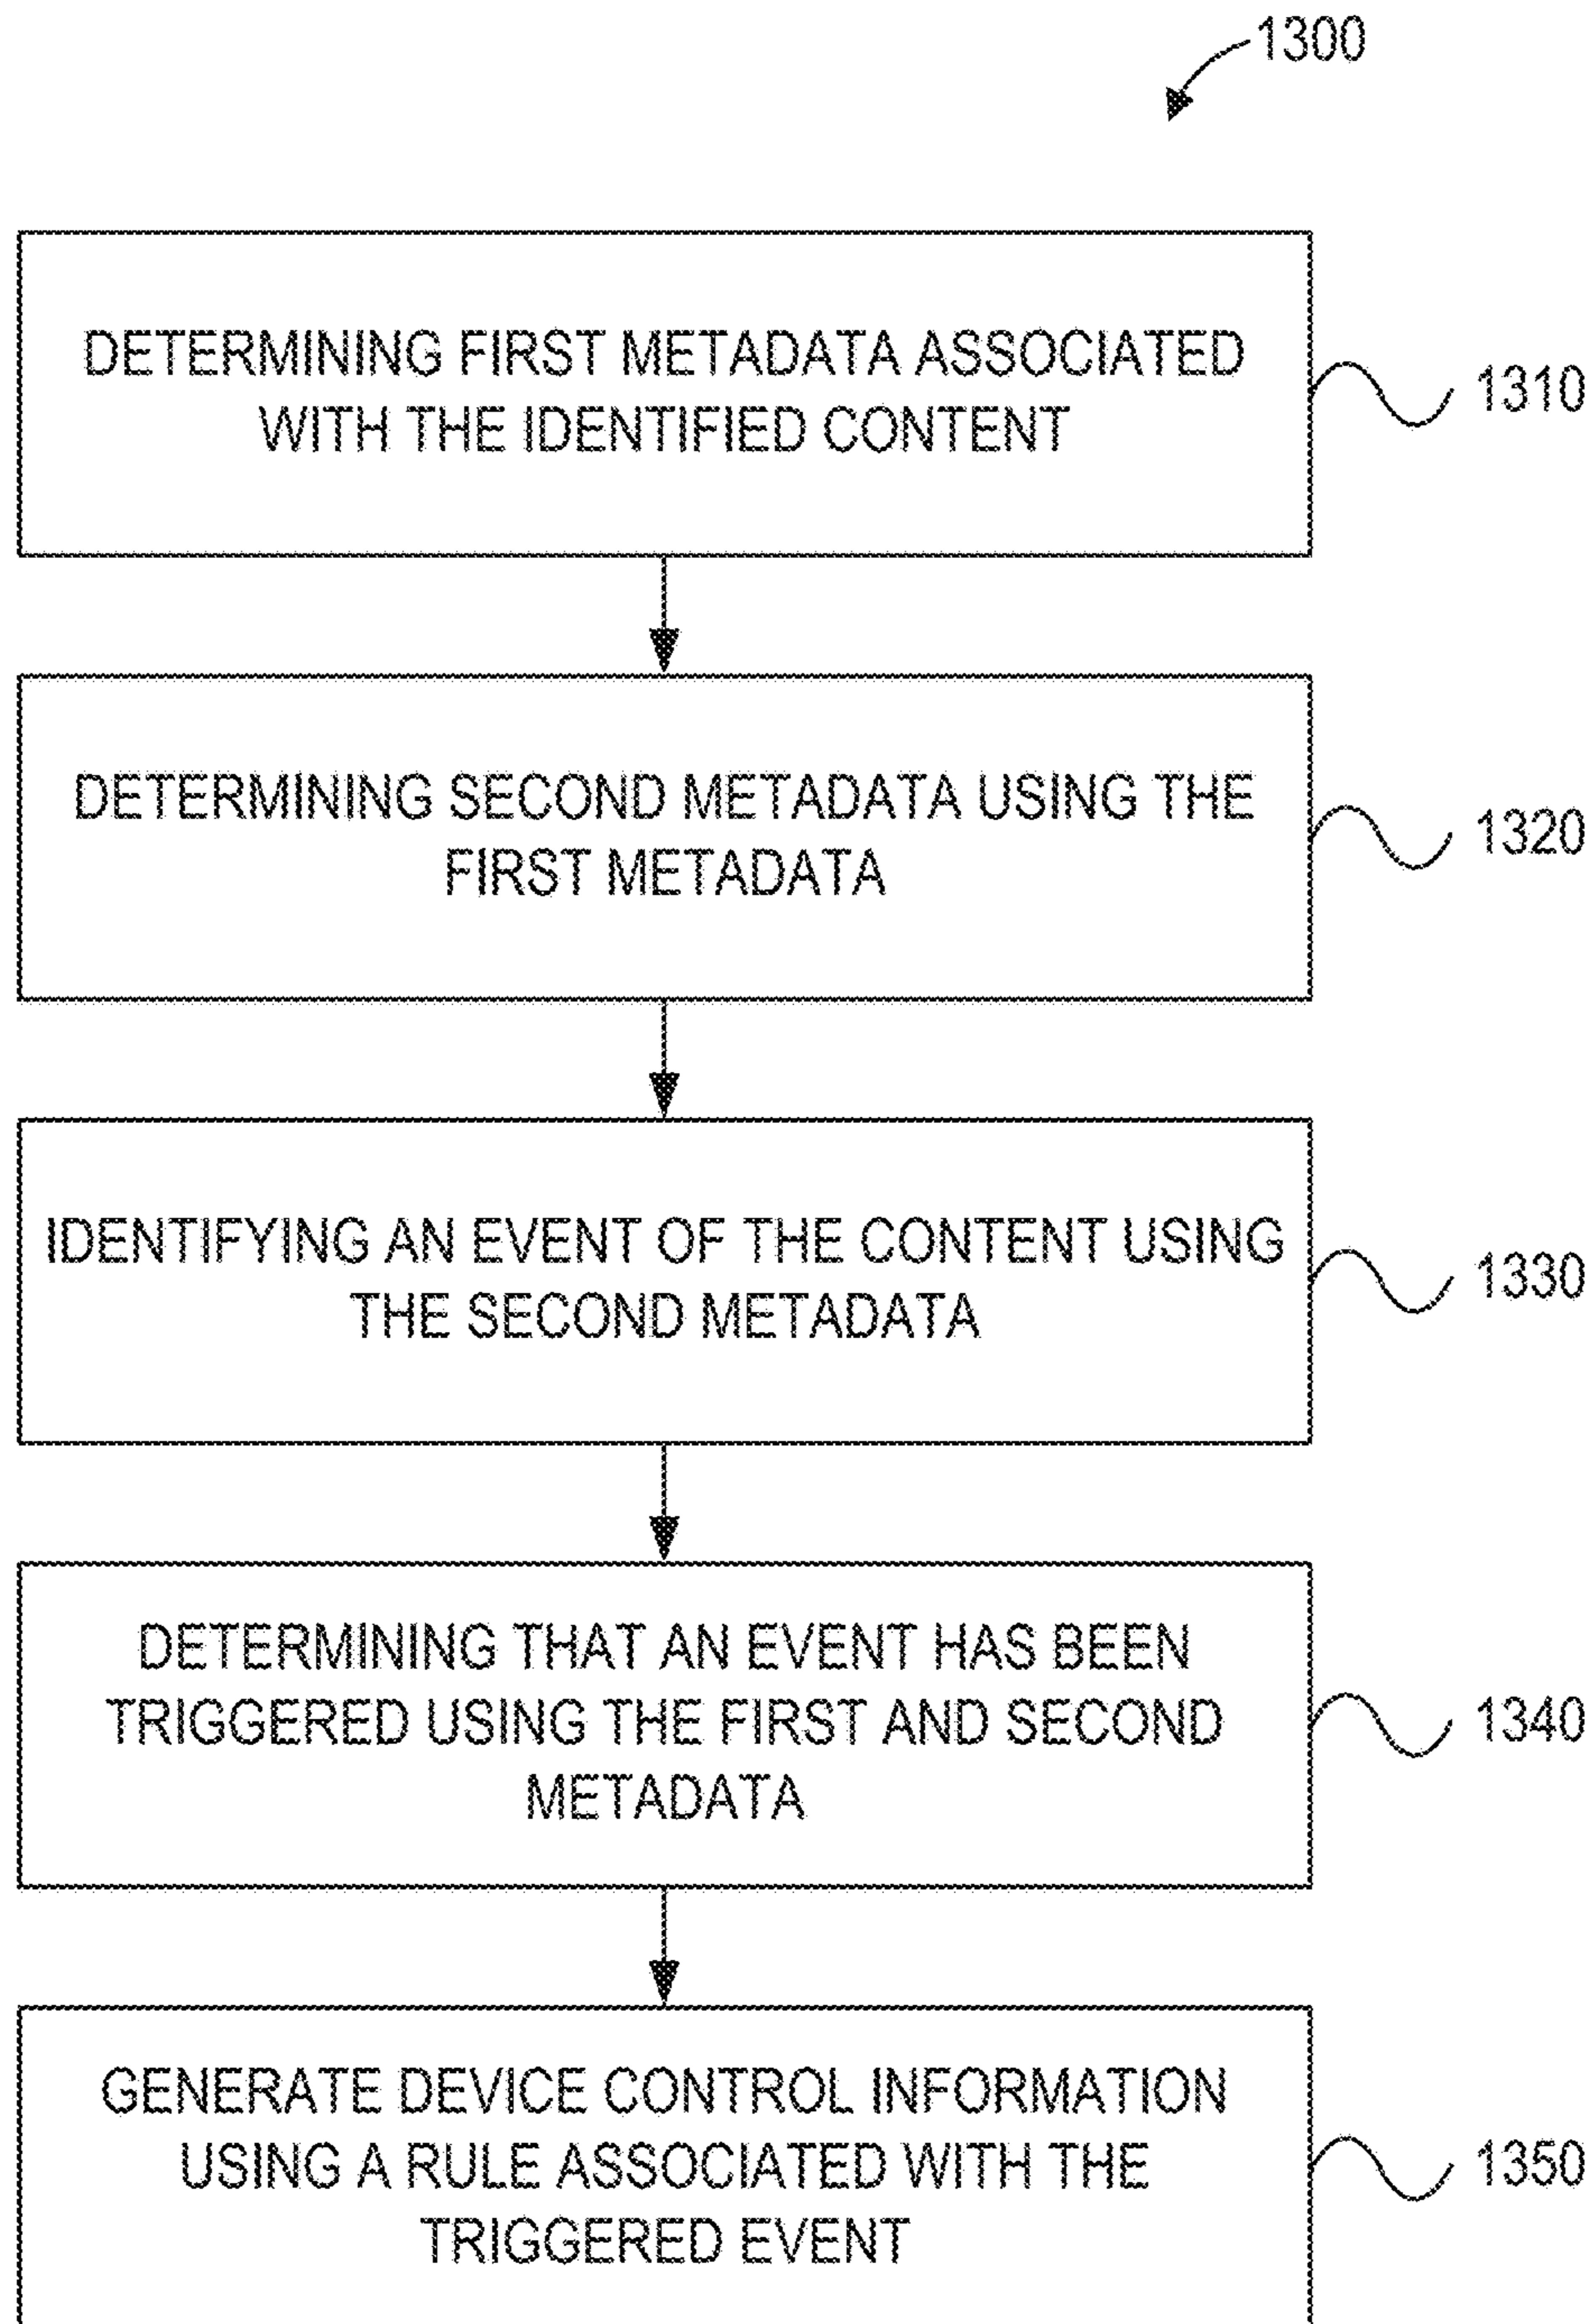 1300
DETERMINING FIRST METADATA ASSOCIATED
WITH THE IDENTIFIED CONTENT
1310
DETERMINING SECOND METADATA USING THE
FIRST METADATA
1320
IDENTIFYING AN EVENT OF THE CONTENT USING
THE SECOND METADATA
1330
DETERMINING THAT AN EVENT HAS BEEN
TRIGGERED USING THE FIRST AND SECOND
METADATA
1340
GENERATE DEVICE CONTROL INFORMATION
USING A RULE ASSOCIATED WITH THE
TRIGGERED EVENT
1350